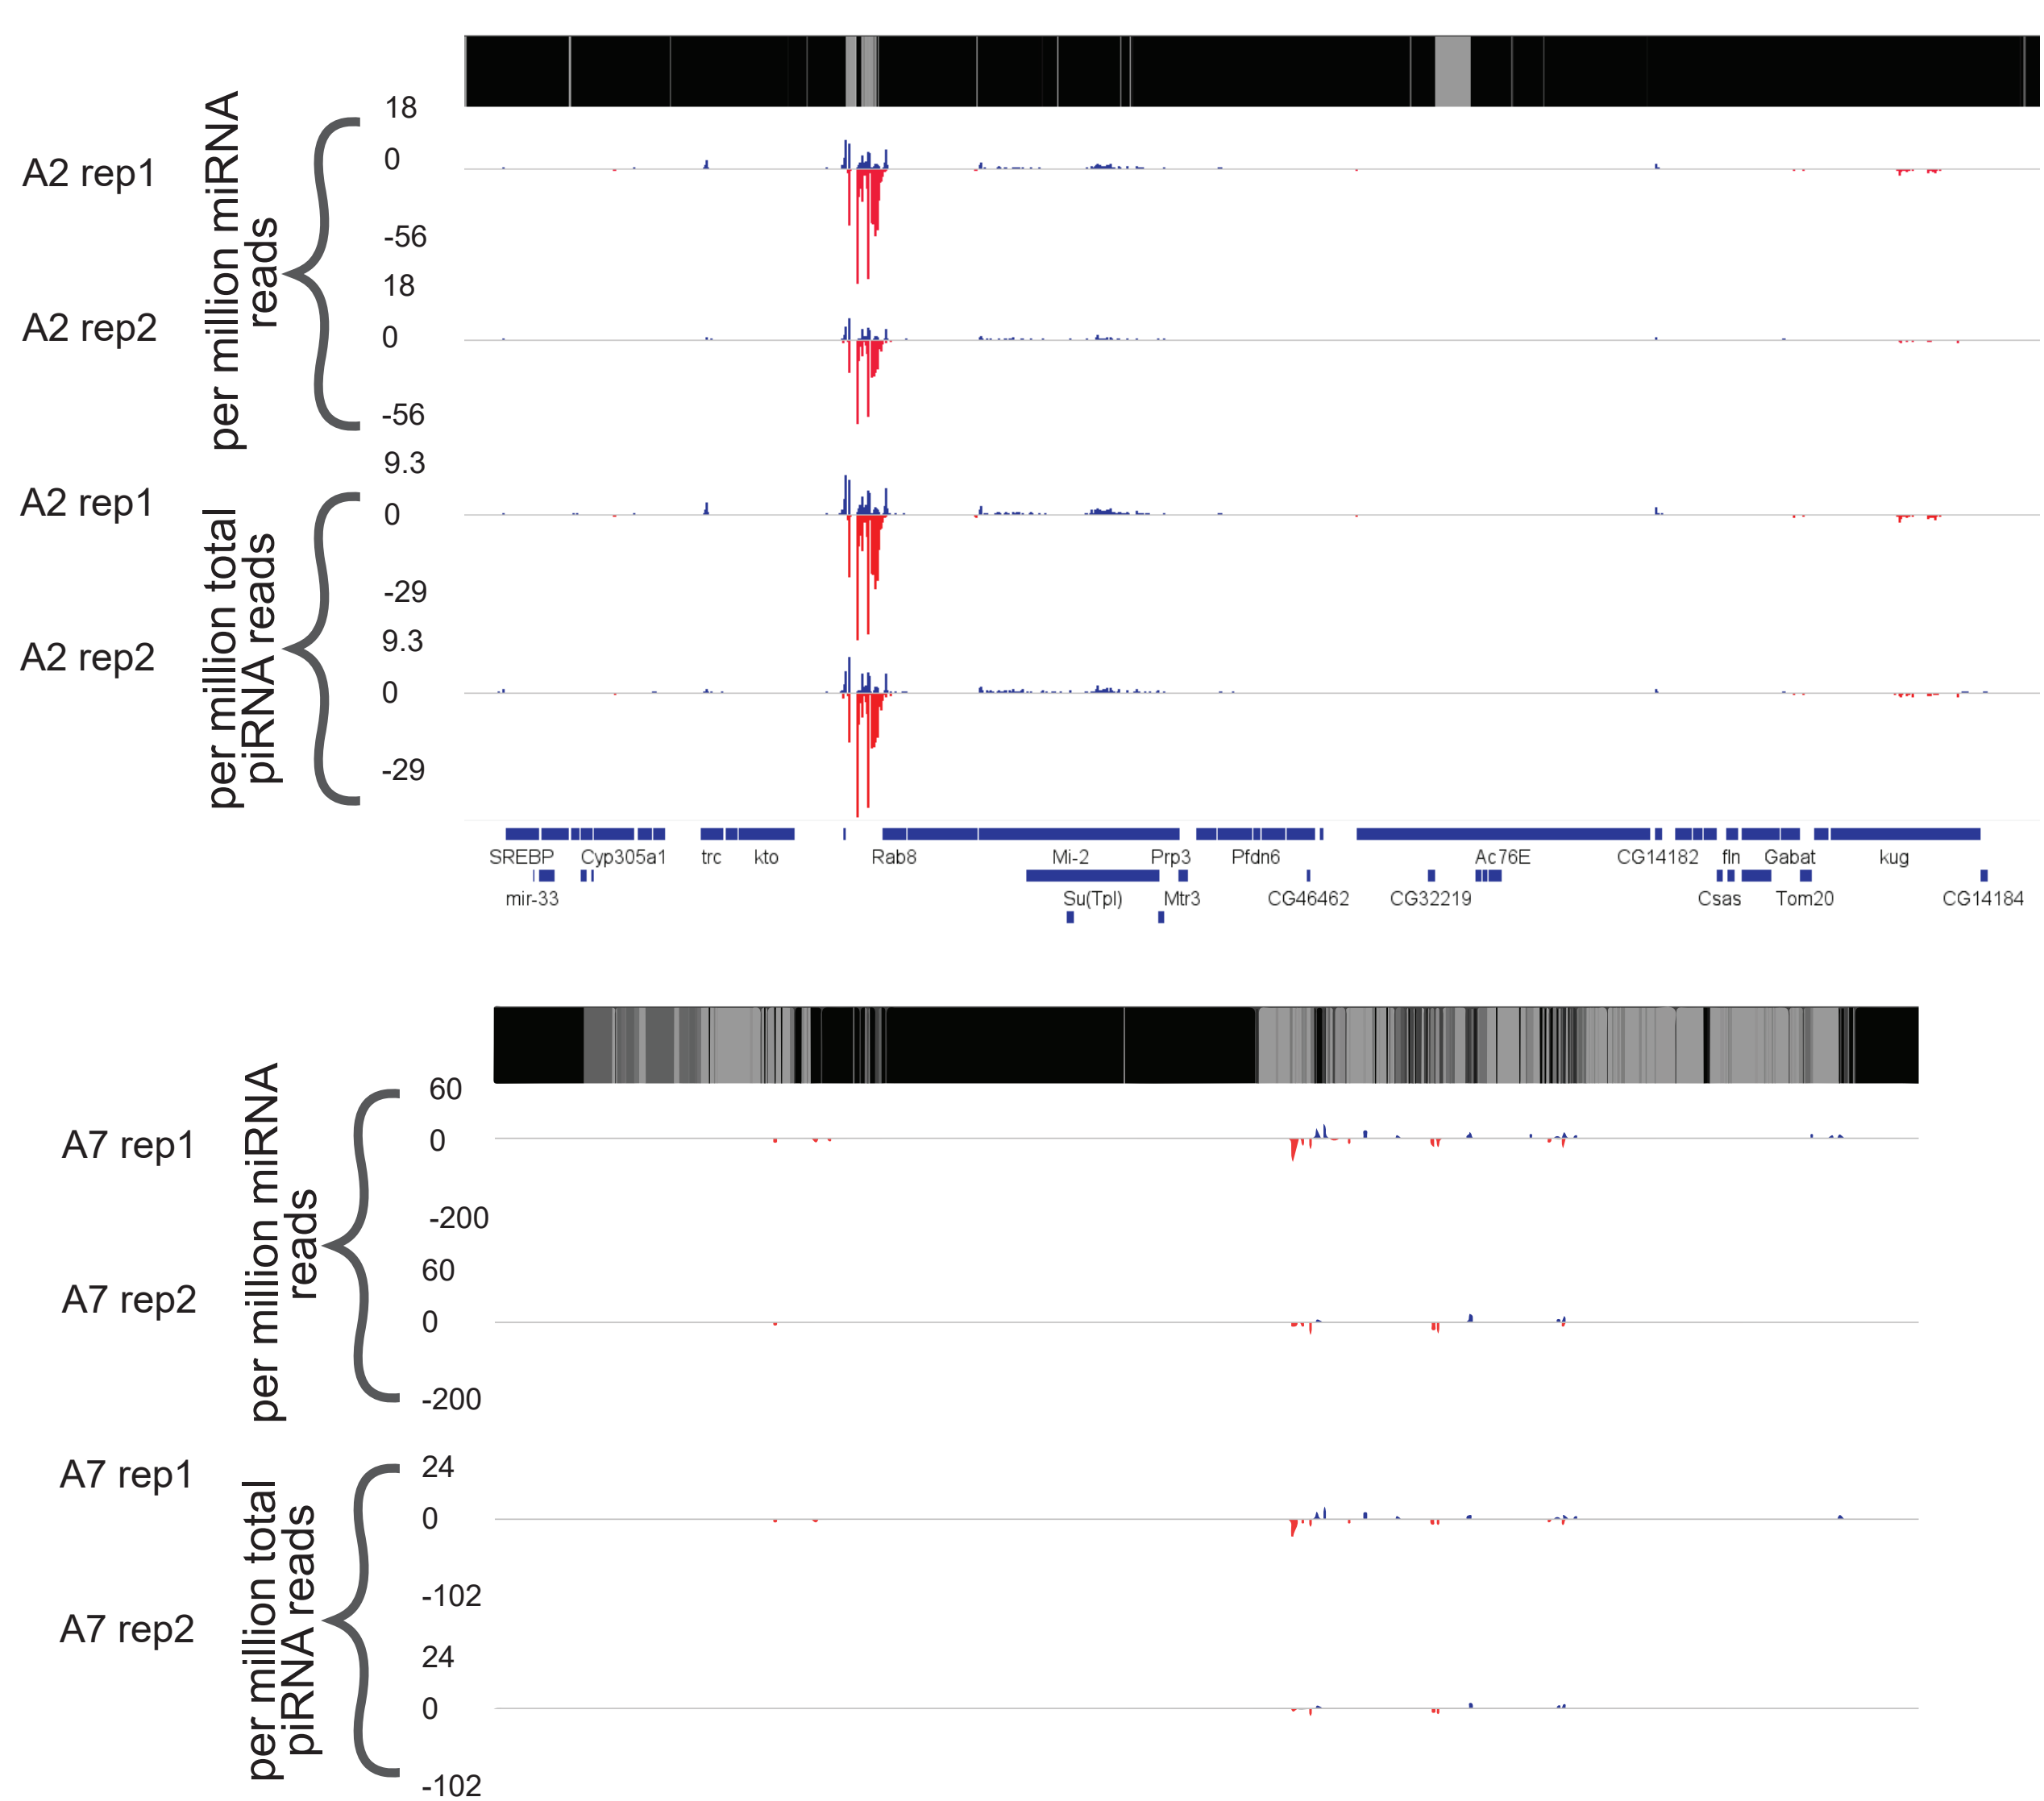 18
per million miRNA
reads
A2 rep1
0
-56
18
A2 rep2
0
-56
9.3
per million total
piRNA reads
A2 rep1
0
-29
9.3
A2 rep2
0
-29
SREBP Cyp305a1 trc kto Rab8 Mi-2 Prp3 Pfdn6 Ac76E CG14182 fln Gabat kug
mir-33 Su(Tpl) Mtr3 CG46462 CG32219 Csas Tom20 CG14184
60
per million miRNA
reads
A7 rep1
0
-200
60
A7 rep2
0
-200
24
per million total
piRNA reads
A7 rep1
0
-102
A7 rep2
24
0
-102